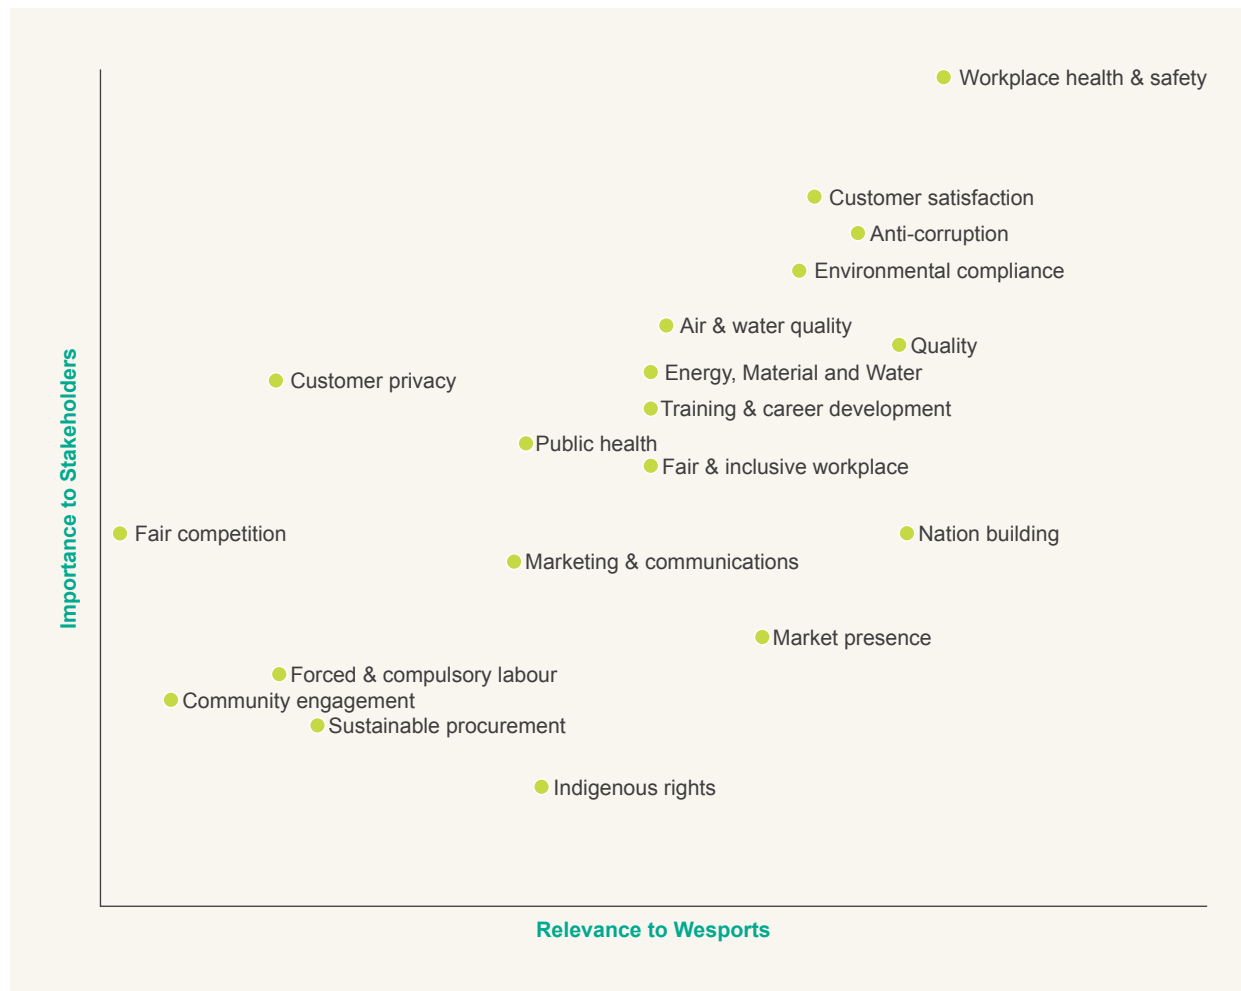 Workplace health & safety
Customer satisfaction
Anti-corruption
Environmental compliance
Air & water quality
Quality
Energy, Material and Water
Customer privacy
Training & career development
Public health
Fair & inclusive workplace
Fair competition
Nation building
Marketing & communications
Market presence
Forced & compulsory labour
Community engagement
Sustainable procurement
Indigenous rights
Importance to Stakeholders
Relevance to Wesports